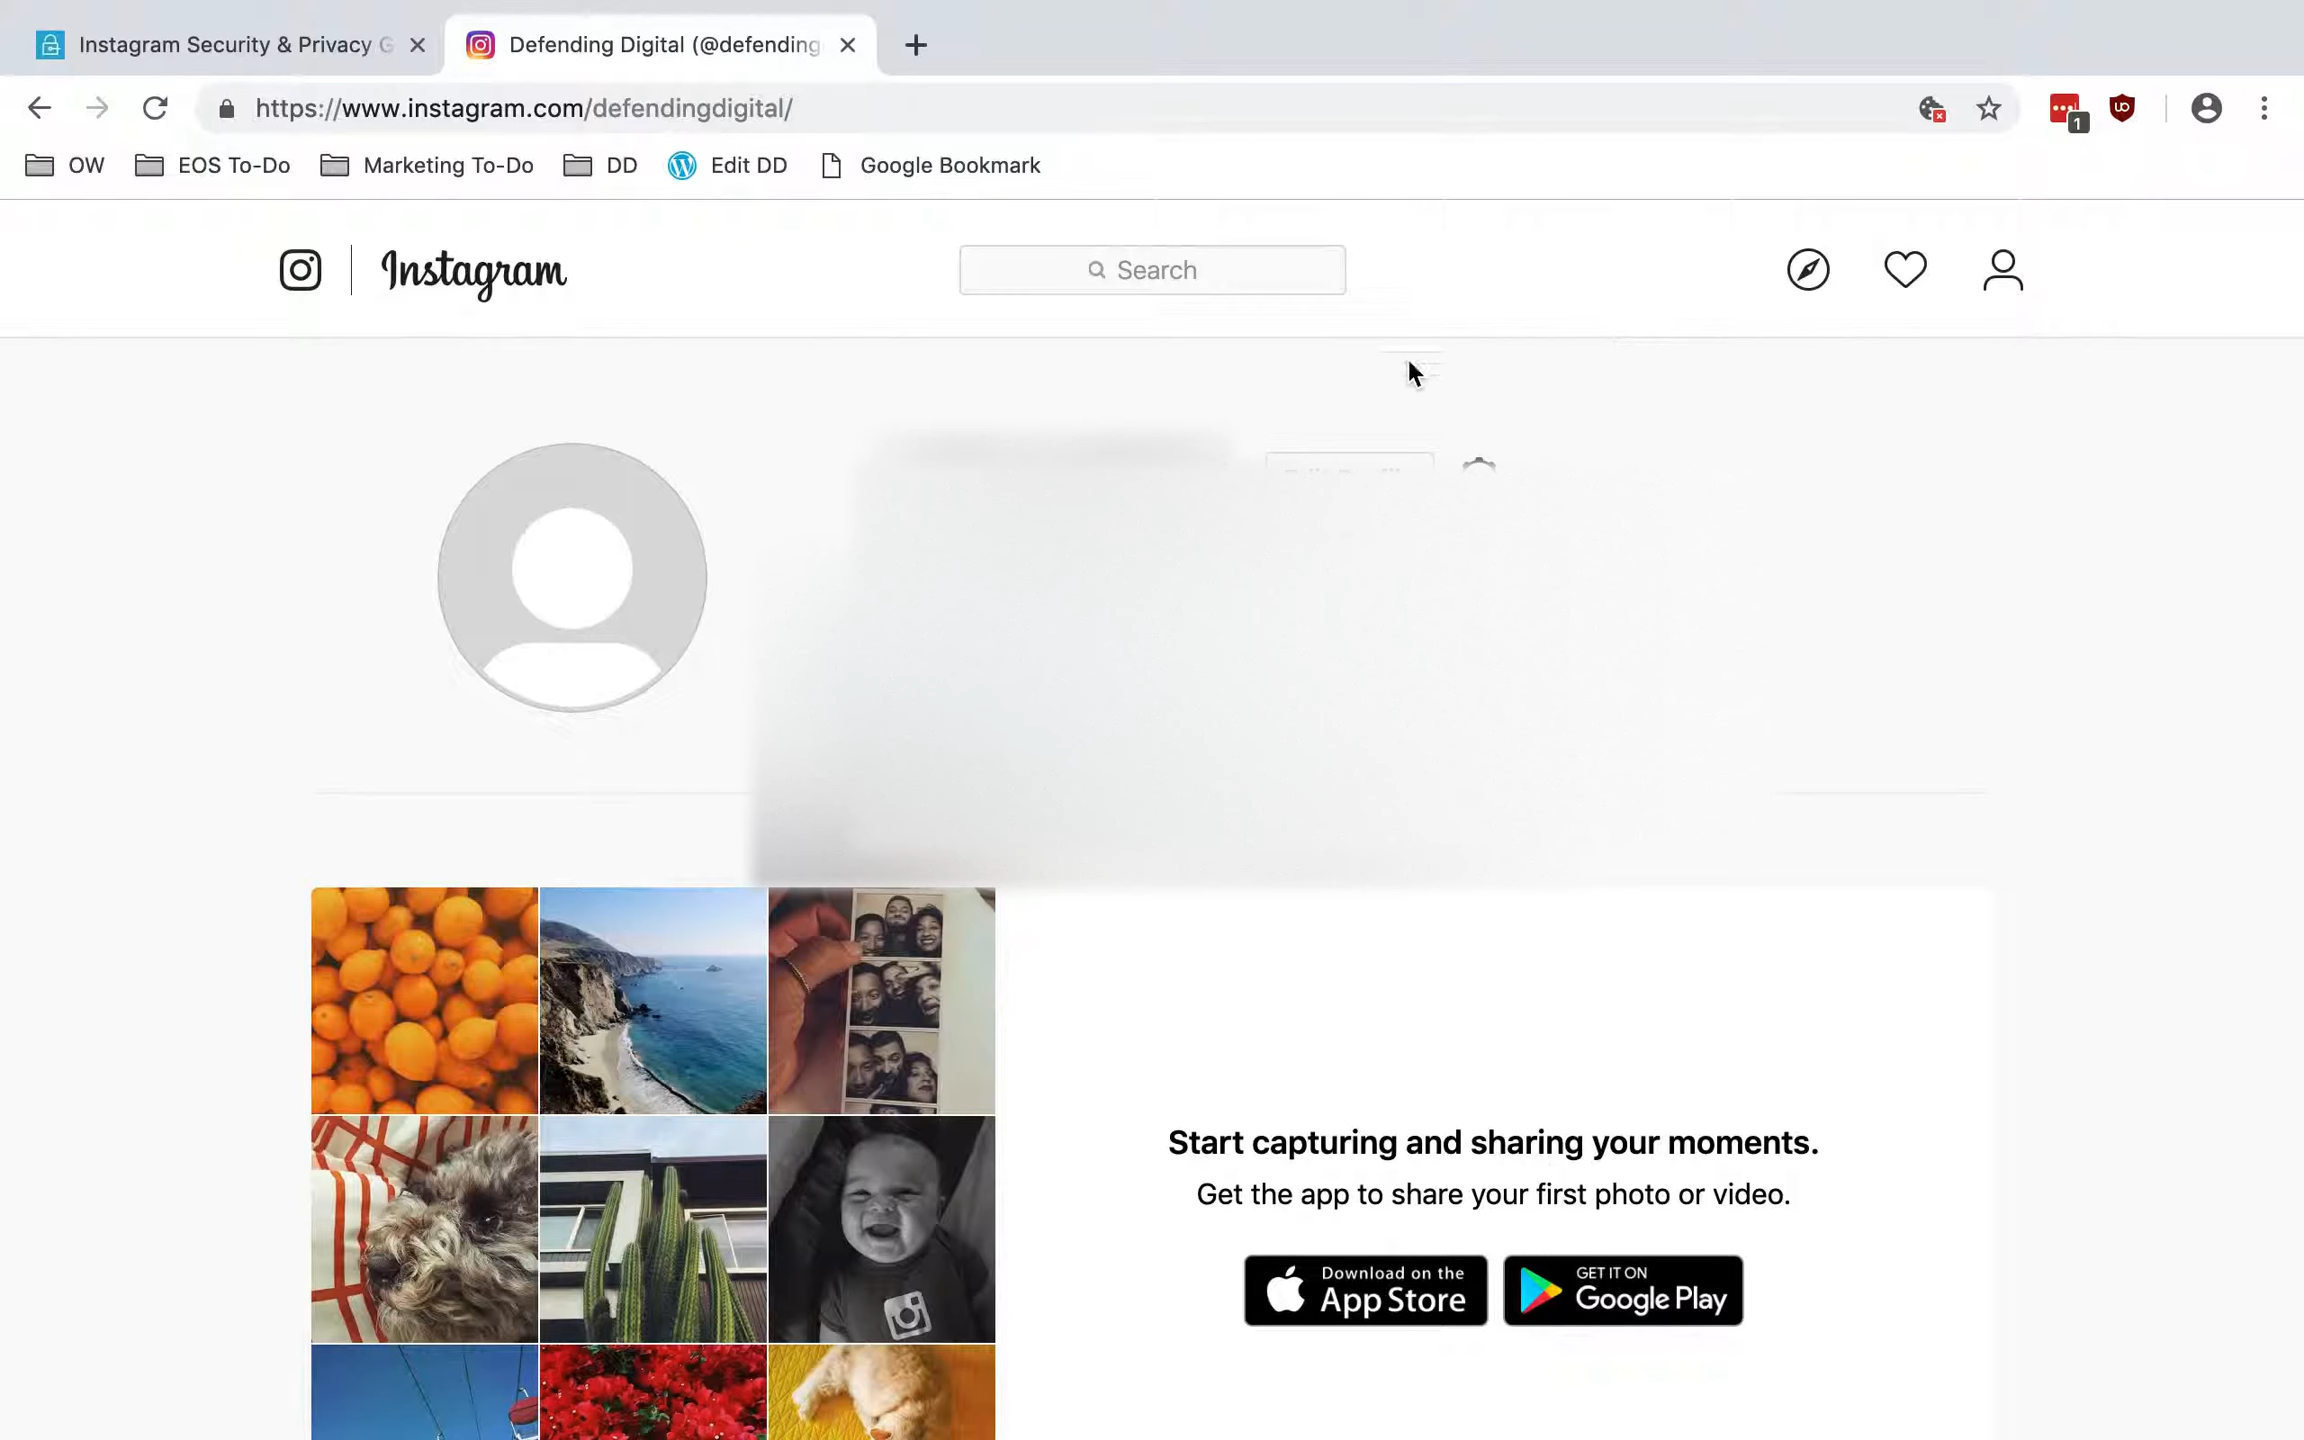 Instagram Security & Privacy G
Defending Digital (@defending
https://www.instagram.com/defendingdigital/
1
OW
EOS To-Do
Marketing To-Do
DD
Edit DD
Google Bookmark
Instagram
Search
Start capturing and sharing your moments.
Get the app to share your first photo or video.
Download on the
App Store
GET IT ON
Google Play